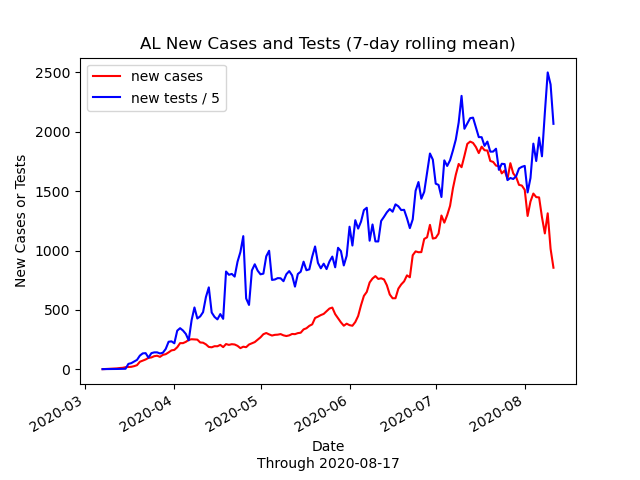 AL New Cases and Tests (7-day rolling mean)
new cases
new tests / 5
New Cases or Tests
2500
2000
1500
1000
500
0
2020-03
2020-04
2020-05
2020-06
2020-07
2020-08
Date
Through 2020-08-17